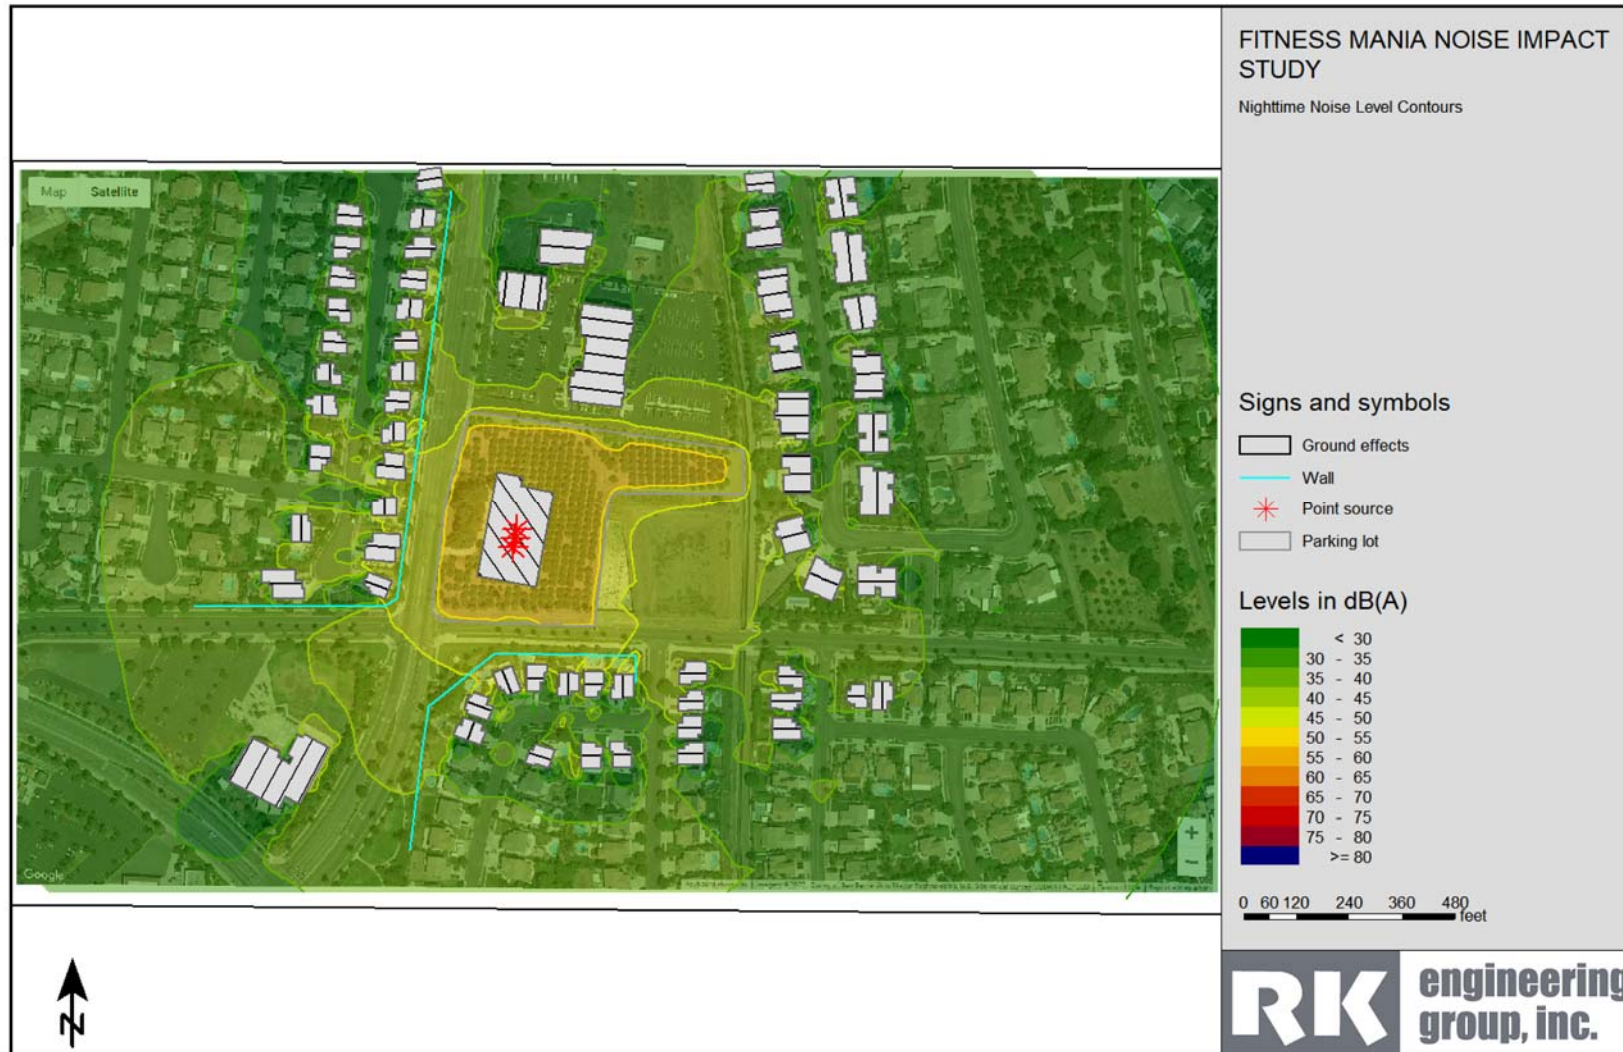 FITNESS MANIA NOISE IMPACT
STUDY
Nighttime Noise Level Contours
Map Satellite
Signs and symbols
Ground effects
Wall
Point source
Parking lot
Levels in dB(A)
< 30
30 - 35
35 - 40
40 - 45
45 - 50
50 - 55
55 - 60
60 - 65
65 - 70
70 - 75
75 - 80
>= 80
0 60 120 240 360 480
feet
Google
N
RK engineering
group, inc.